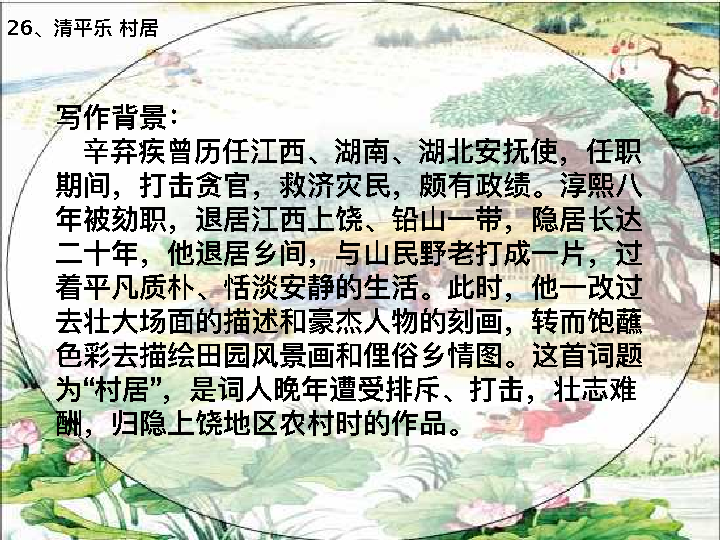 26、清平乐 村居
写作背景：
辛弃疾曾历任江西、湖南、湖北安抚使，任职
期间，打击贪官，救济灾民，颇有政绩。淳熙八
年被劾职，退居江西上饶、铅山一带，隐居长达
二十年，他退居乡间，与山民野老打成一片，过
着平凡质朴、恬淡安静的生活。此时，他一改过
去壮大场面的描述和豪杰人物的刻画，转而饱蘸
色彩去描绘田园风景画和俚俗乡情图。这首词题
为“村居”，是词人晚年遭受排斥、打击，壮志难
酬，归隐上饶地区农村时的作品。